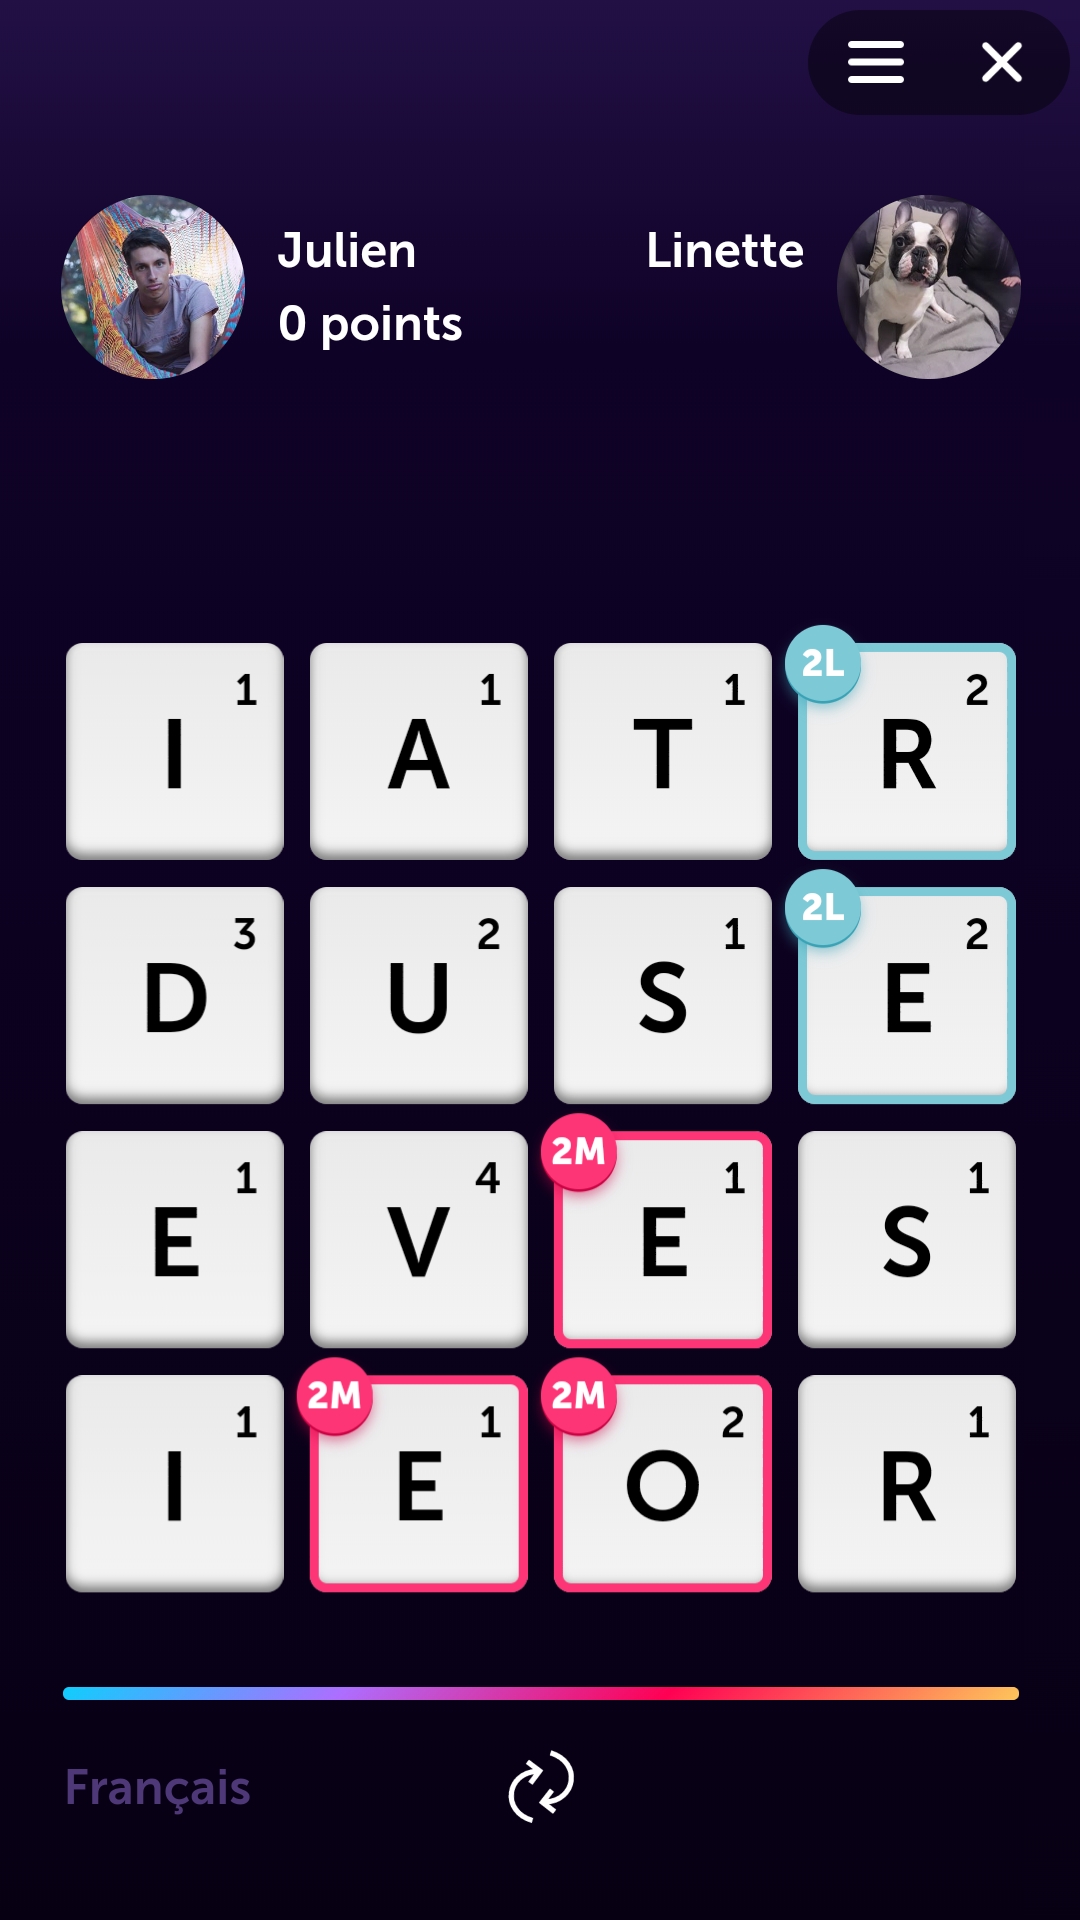 Julien
0 points
Linette
I 1 A 1 T 1 2L R 2
D 3 U 2 S 1 2L E 2
E 1 V 4 2M E 1 S 1
I 1 2M E 1 2M O 2 R 1
Français